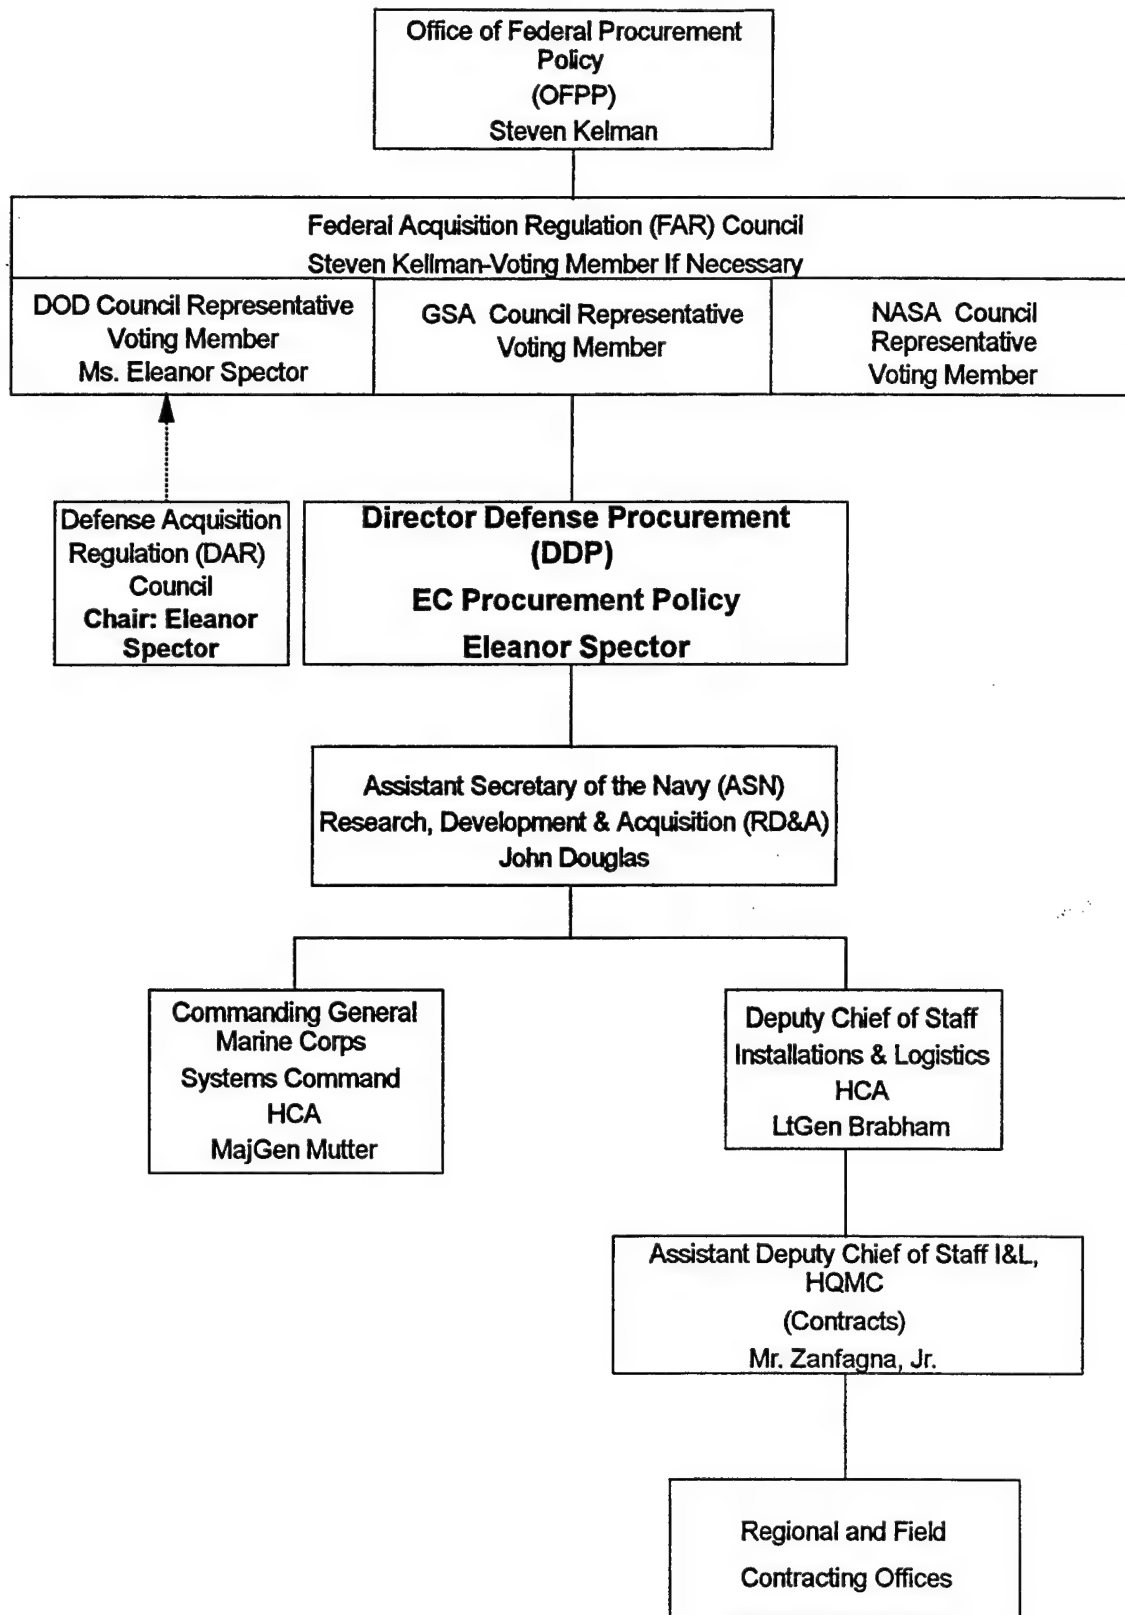 Office of Federal Procurement
Policy
(OFPP)
Steven Kelman
Federal Acquisition Regulation (FAR) Council
Steven Kellman-Voting Member If Necessary
DOD Council Representative
Voting Member
Ms. Eleanor Spector
GSA Council Representative
Voting Member
NASA Council
Representative
Voting Member
Defense Acquisition
Regulation (DAR)
Council
Chair: Eleanor
Spector
Director Defense Procurement
(DDP)
EC Procurement Policy
Eleanor Spector
Assistant Secretary of the Navy (ASN)
Research, Development & Acquisition (RD&A)
John Douglas
Commanding General
Marine Corps
Systems Command
HCA
MajGen Mutter
Deputy Chief of Staff
Installations & Logistics
HCA
LtGen Brabham
Assistant Deputy Chief of Staff I&L,
HQMC
(Contracts)
Mr. Zanfagna, Jr.
Regional and Field
Contracting Offices